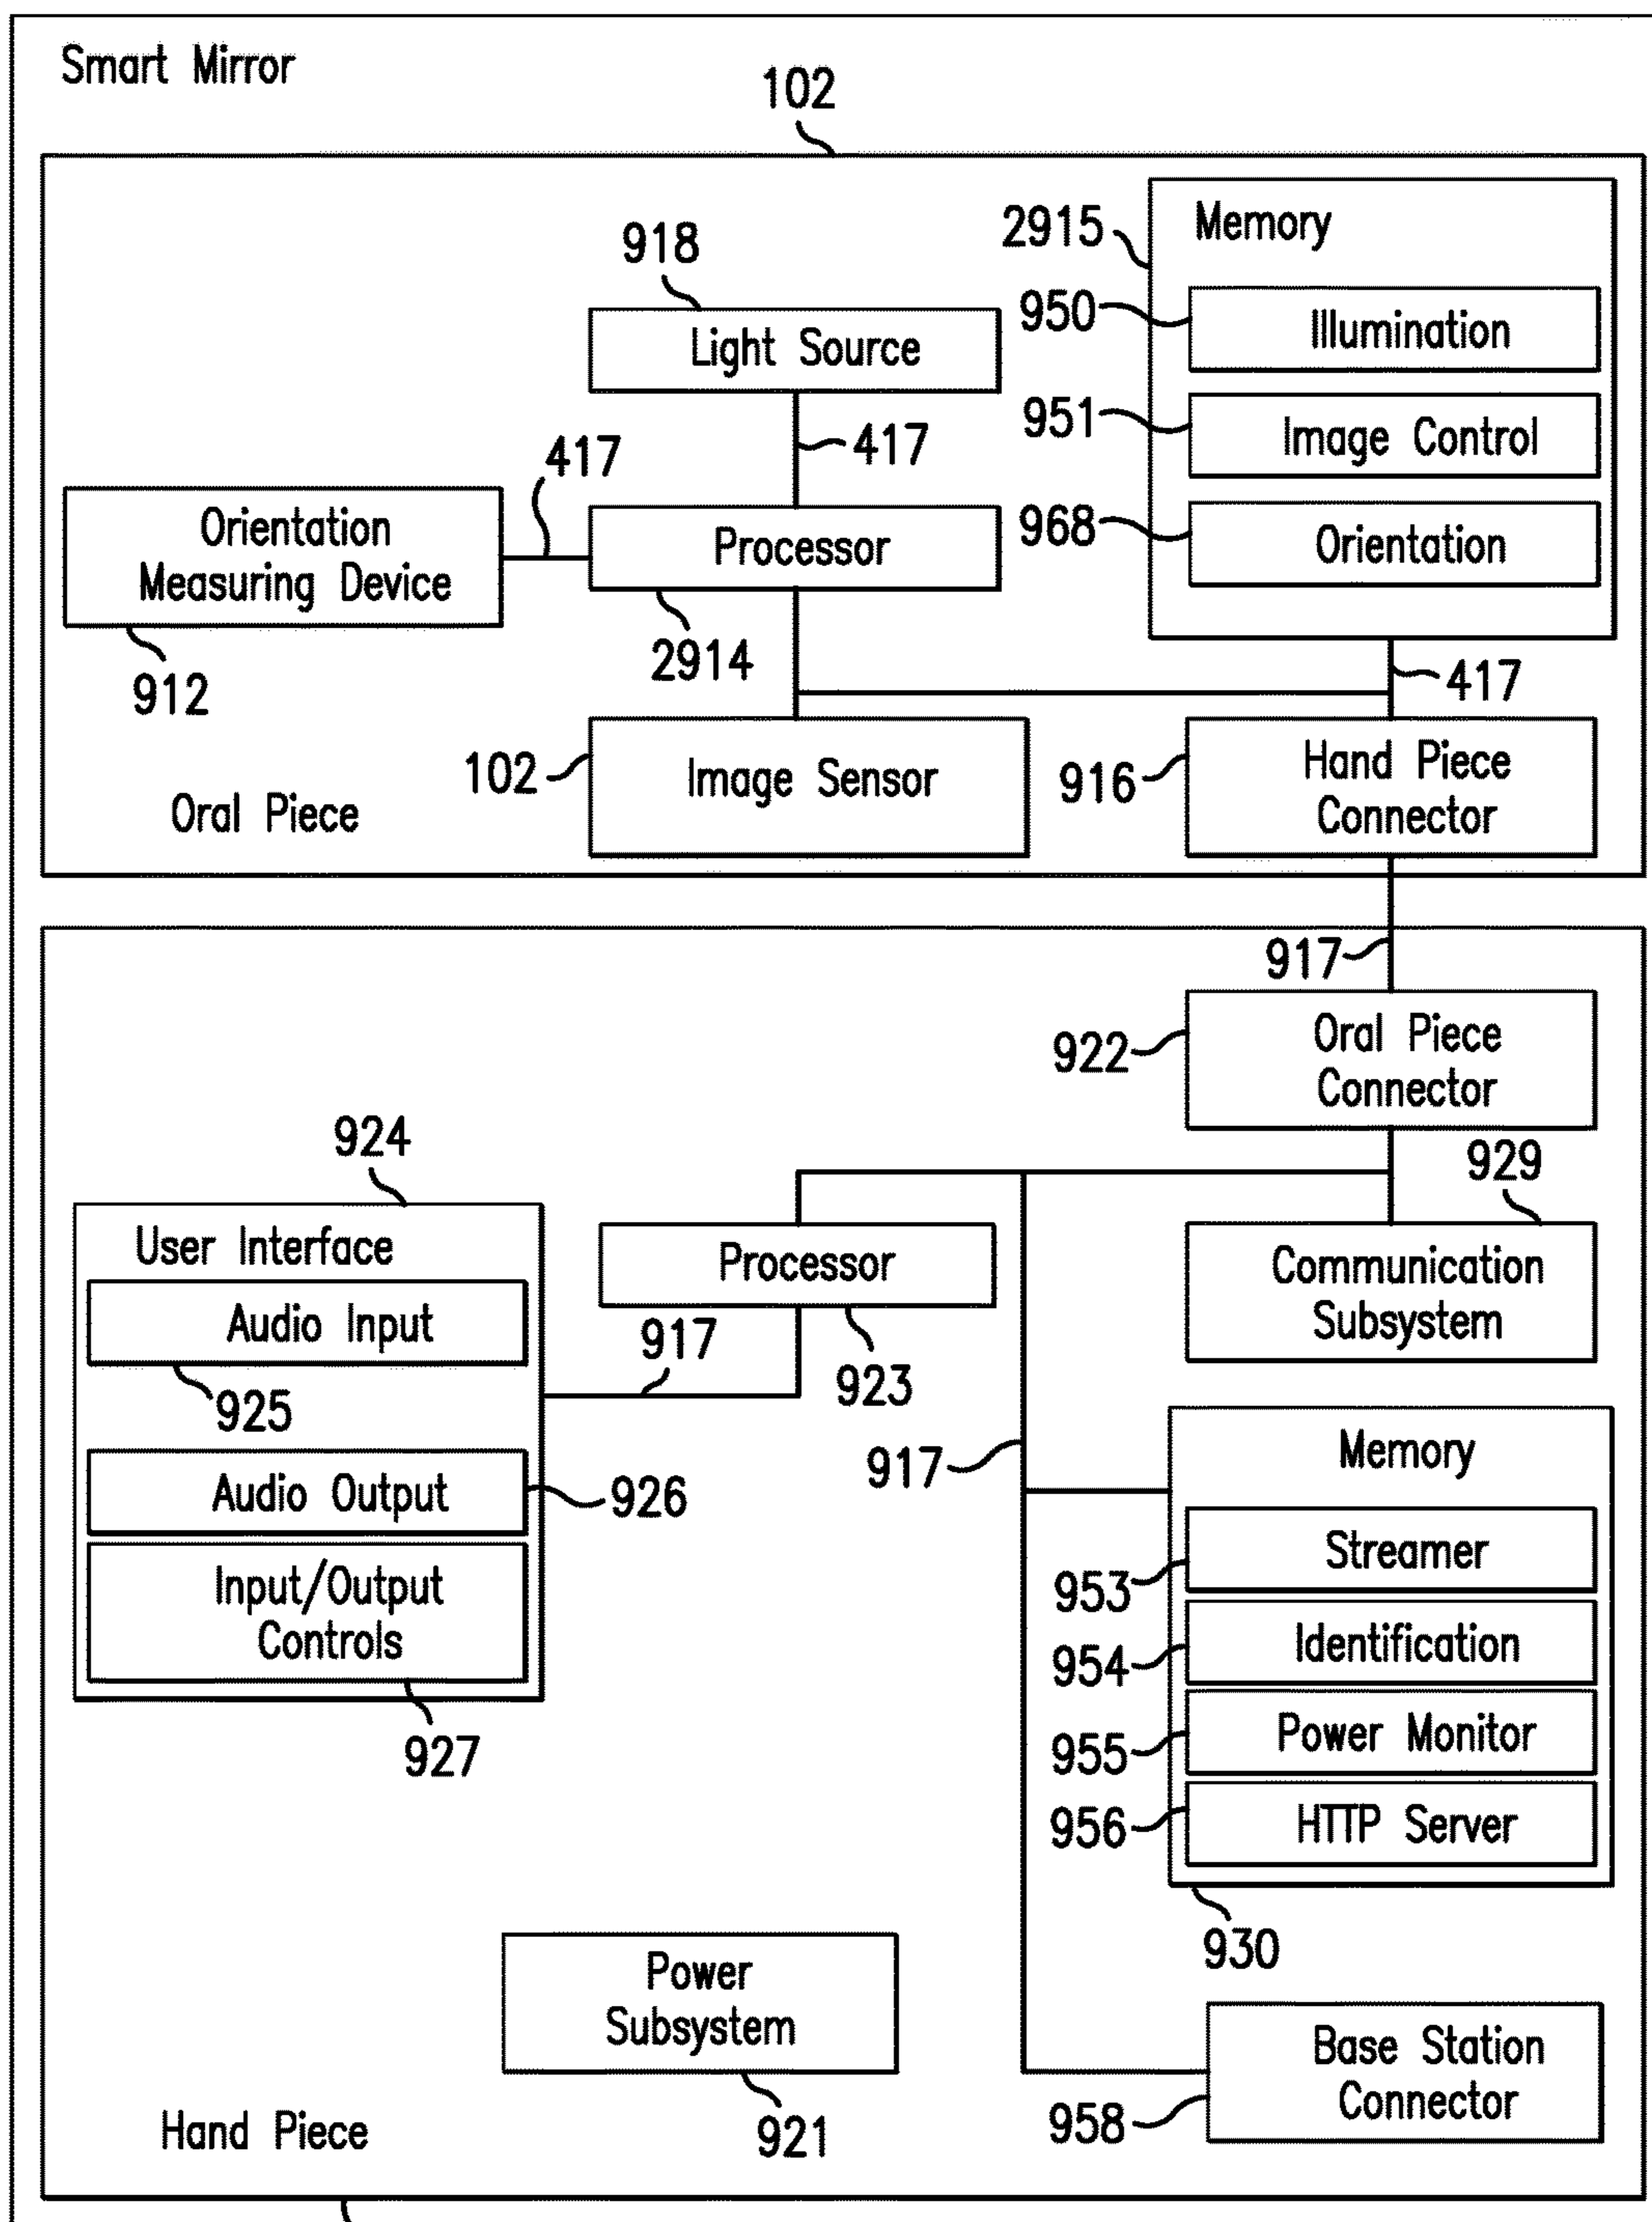 Smart Mirror
102
918
Light Source
417
417
Orientation
Measuring Device
912
Processor
2914
2915
Memory
950
Illumination
951
Image Control
968
Orientation
417
102
Image Sensor
916
Hand Piece
Connector
Oral Piece
917
922
Oral Piece
Connector
929
Communication
Subsystem
924
User Interface
Audio Input
925
Audio Output
926
Input/Output
Controls
927
Processor
923
917
917
Memory
953
Streamer
954
Identification
955
Power Monitor
956
HTTP Server
930
Power
Subsystem
921
958
Base Station
Connector
Hand Piece